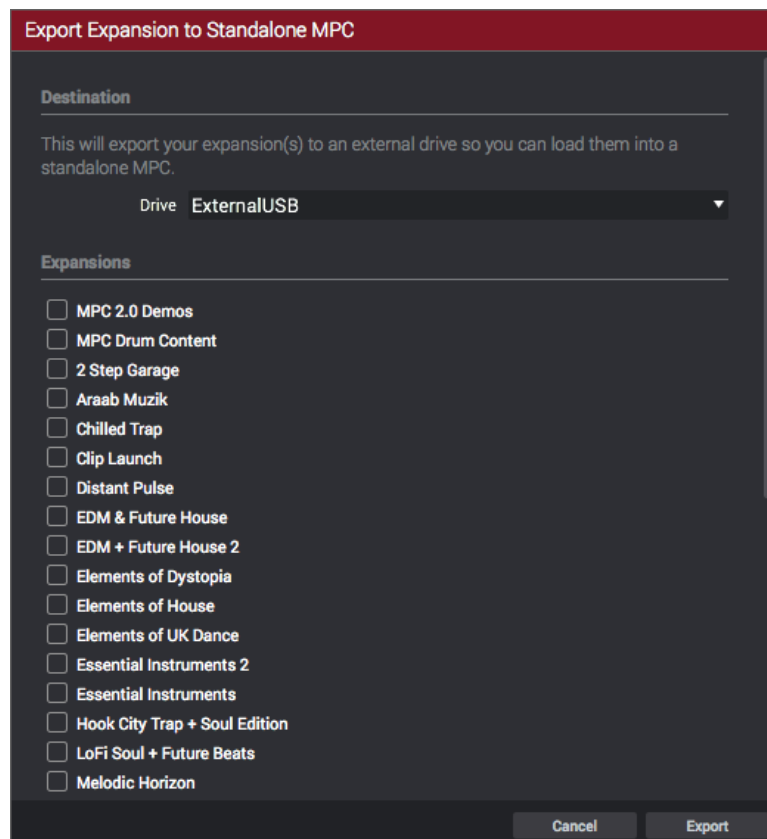 Export Expansion to Standalone MPC
Destination
This will export your expansion(s) to an external drive so you can load them into a
standalone MPC.
Drive ExternalUSB
Expansions
MPC 2.0 Demos
MPC Drum Content
2 Step Garage
Araab Muzik
Chilled Trap
Clip Launch
Distant Pulse
EDM & Future House
EDM + Future House 2
Elements of Dystopia
Elements of House
Elements of UK Dance
Essential Instruments 2
Essential Instruments
Hook City Trap + Soul Edition
LoFi Soul + Future Beats
Melodic Horizon
Cancel Export